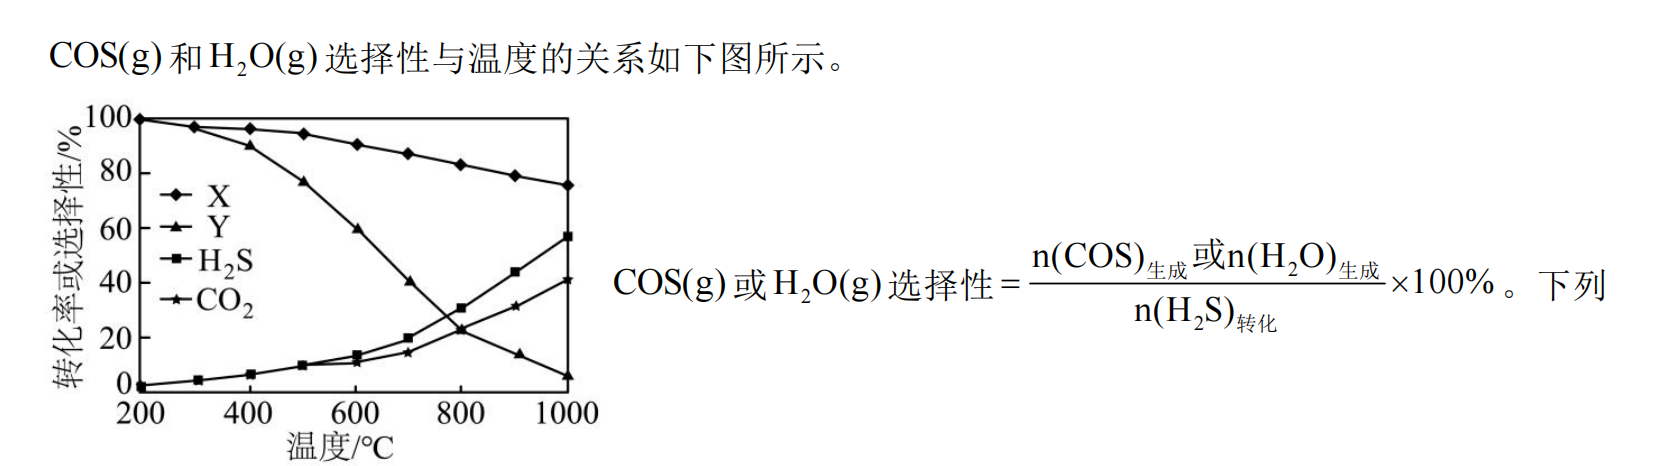 COS(g)和H₂O(g)选择性与温度的关系如下图所示。
转化率或选择性/%
100
80
60
40
20
0
X
Y
H₂S
CO₂
200 400 600 800 1000
温度/℃
COS(g)或H₂O(g)选择性=n(COS)生成或n(H₂O)生成/n(H₂S)转化×100%。下列